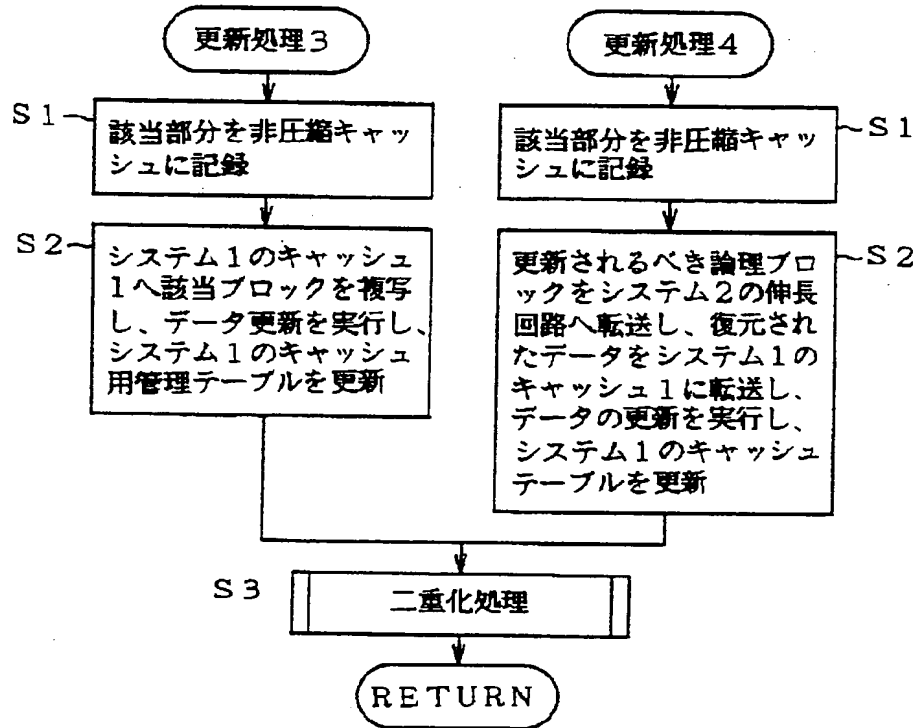 更新処理3
S1
該当部分を非圧縮キャッ
シュに記録
S2
システム1のキャッシュ
1へ該当ブロックを複写
し、データ更新を実行し、
システム1のキャッシュ
用管理テーブルを更新
更新処理4
S1
該当部分を非圧縮キャッ
シュに記録
S2
更新されるべき論理ブロ
ックをシステム2の伸長
回路へ転送し、復元され
たデータをシステム1の
キャッシュ1に転送し、
データの更新を実行し、
システム1のキャッシュ
テーブルを更新
S3
二重化処理
RETURN